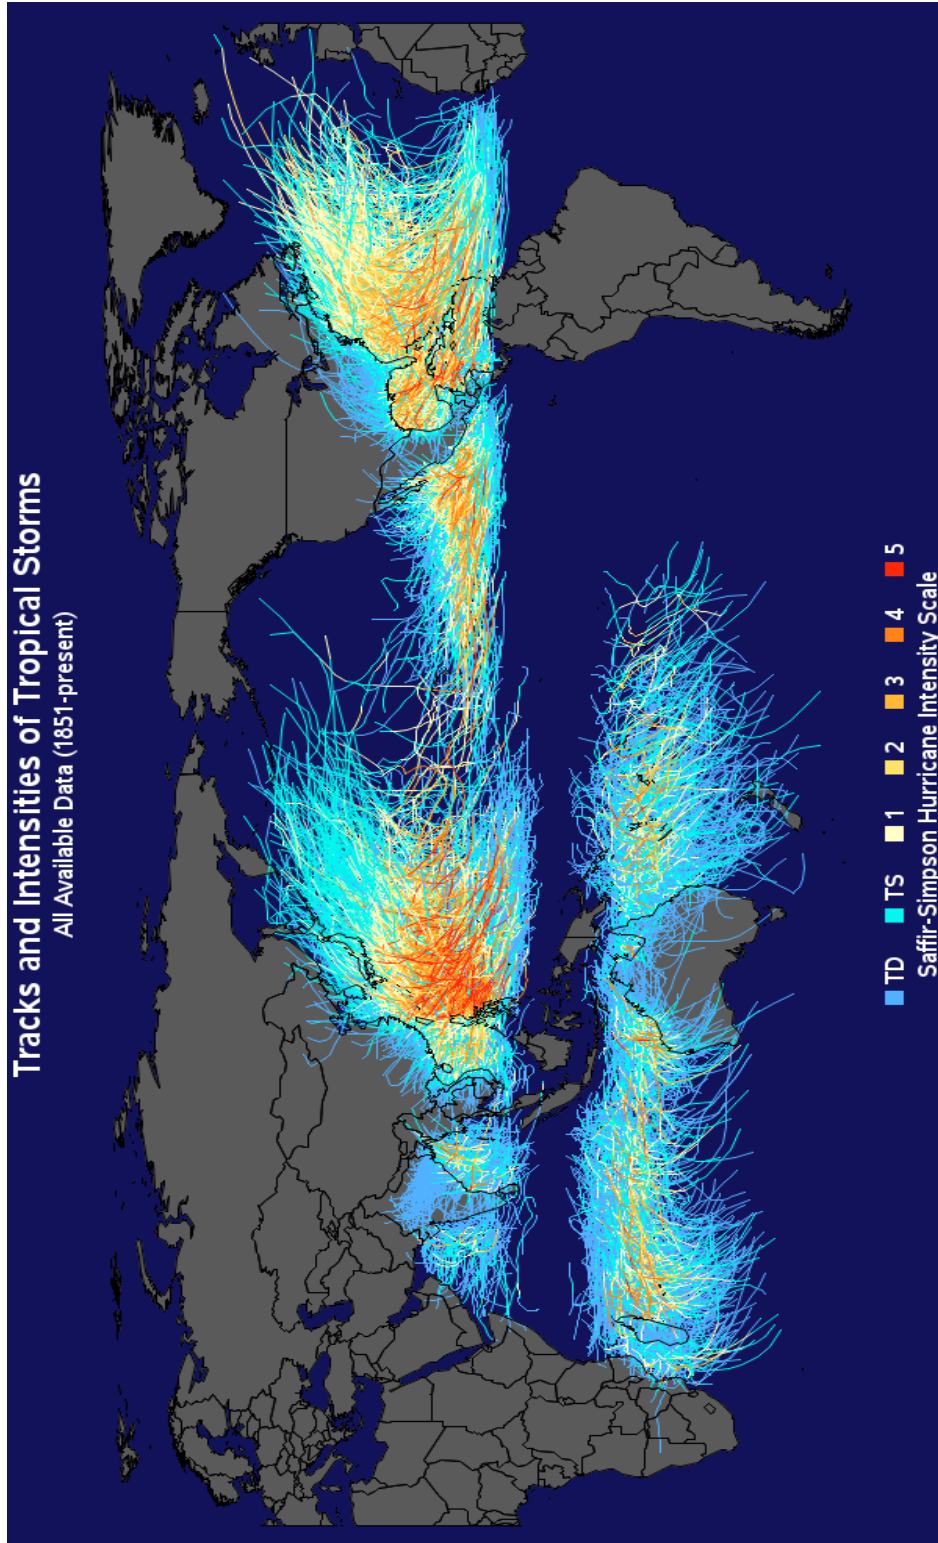 Tracks and Intensities of Tropical Storms
All Available Data (1851-present)
TD TS 1 2 3 4 5
Saffir-Simpson Hurricane Intensity Scale